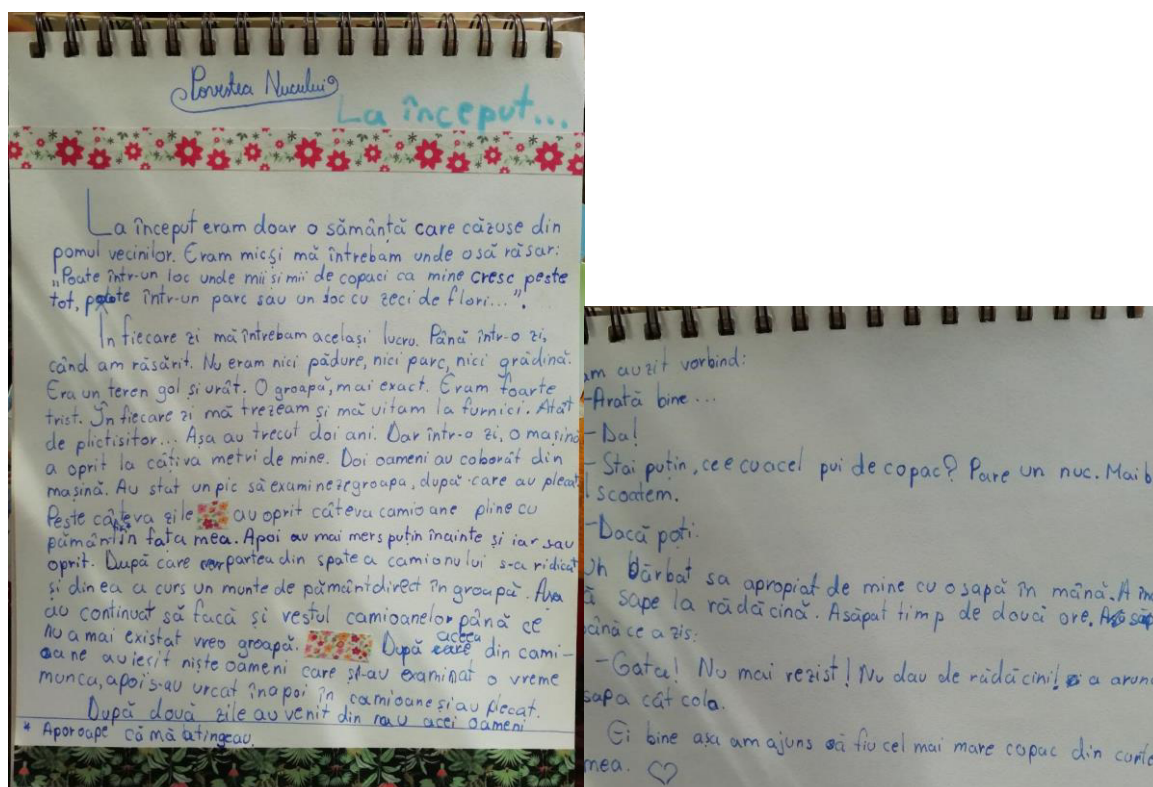 Povestea Nucului
La început...
La început eram doar o sămânță care căzuse din
pomul vecinilor. Eram mic și mă întrebam unde o să răsar:
„Poate într-un loc unde mii și mii de copaci ca mine cresc peste
tot, poate într-un parc sau un loc cu zeci de flori...”.
În fiecare zi mă întrebam același lucru. Până într-o zi,
când am răsărit. Nu eram nici pădure, nici parc, nici grădină.
Era un teren gol și urât. O groapă, mai exact. Eram foarte
trist. În fiecare zi mă trezeam și mă uitam la furnici. Atât
de plictisitor... Așa au trecut doi ani. Dar într-o zi, o mașină
a oprit la câtiva metri de mine. Doi oameni au coborât din
mașină. Au stat un pic să examineze groapa, după care au plecat.
Peste câteva zile au oprit câteva camioane pline cu
pământ în fața mea. Apoi au mai mers puțin înainte și iar sau
oprit. După care partea din spate a camionului s-a ridicat
și din ea a curs un munte de pământ direct în groapă. Așa
au continuat să facă și restul camioanelor până ce
nu a mai existat vreo groapă. După aceea din cami-
oane au iesit niște oameni care au examinat o vreme
munca, apoi s-au urcat înapoi în camioane și au plecat.
După două zile au venit din nou acei oameni
* Aporoape că mă atingeau.
am auzit vorbind:
-Arată bine...
-Da!
-Stai puțin, ce e cu acel pui de copac? Pare un nuc. Mai b
scoatem.
-Dacă poți.
Un bărbat sa apropiat de mine cu o sapă în mână. A în
ă sape la rădăcină. A săpat timp de două ore. A săp
până ce a zis:
-Gata! Nu mai rezist! Nu dau de rădăcini! a arun
sapa cât colo.
Ei bine așa am ajuns să fiu cel mai mare copac din curte
mea. ♡